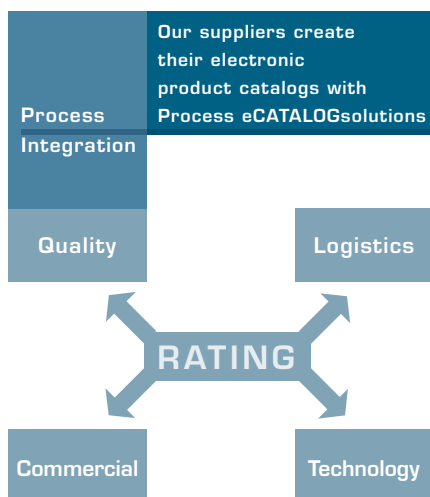 Our suppliers create
their electronic
product catalogs with
Process eCATALOGsolutions
Process
Integration
Quality
Logistics
RATING
Commercial
Technology